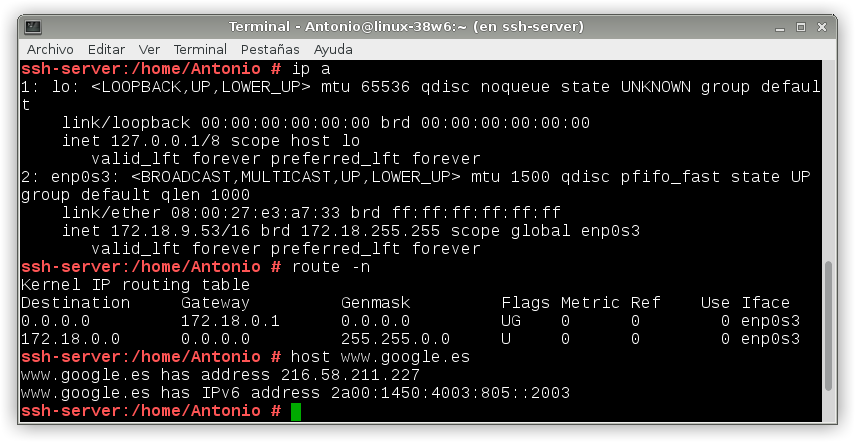 Terminal - Antonio@linux-38w6:~ (en ssh-server)
Archivo Editar Ver Terminal Pestañas Ayuda
ssh-server:/home/Antonio # ip a
1: lo: <LOOPBACK,UP,LOWER_UP> mtu 65536 qdisc noqueue state UNKNOWN group defaul
t
    link/loopback 00:00:00:00:00:00 brd 00:00:00:00:00:00
    inet 127.0.0.1/8 scope host lo
       valid_lft forever preferred_lft forever
2: enp0s3: <BROADCAST,MULTICAST,UP,LOWER_UP> mtu 1500 qdisc pfifo_fast state UP
group default qlen 1000
    link/ether 08:00:27:e3:a7:33 brd ff:ff:ff:ff:ff:ff
    inet 172.18.9.53/16 brd 172.18.255.255 scope global enp0s3
       valid_lft forever preferred_lft forever
ssh-server:/home/Antonio # route -n
Kernel IP routing table
Destination     Gateway         Genmask         Flags Metric Ref    Use Iface
0.0.0.0         172.18.0.1      0.0.0.0         UG    0      0        0 enp0s3
172.18.0.0      0.0.0.0         255.255.0.0     U     0      0        0 enp0s3
ssh-server:/home/Antonio # host www.google.es
www.google.es has address 216.58.211.227
www.google.es has IPv6 address 2a00:1450:4003:805::2003
ssh-server:/home/Antonio #